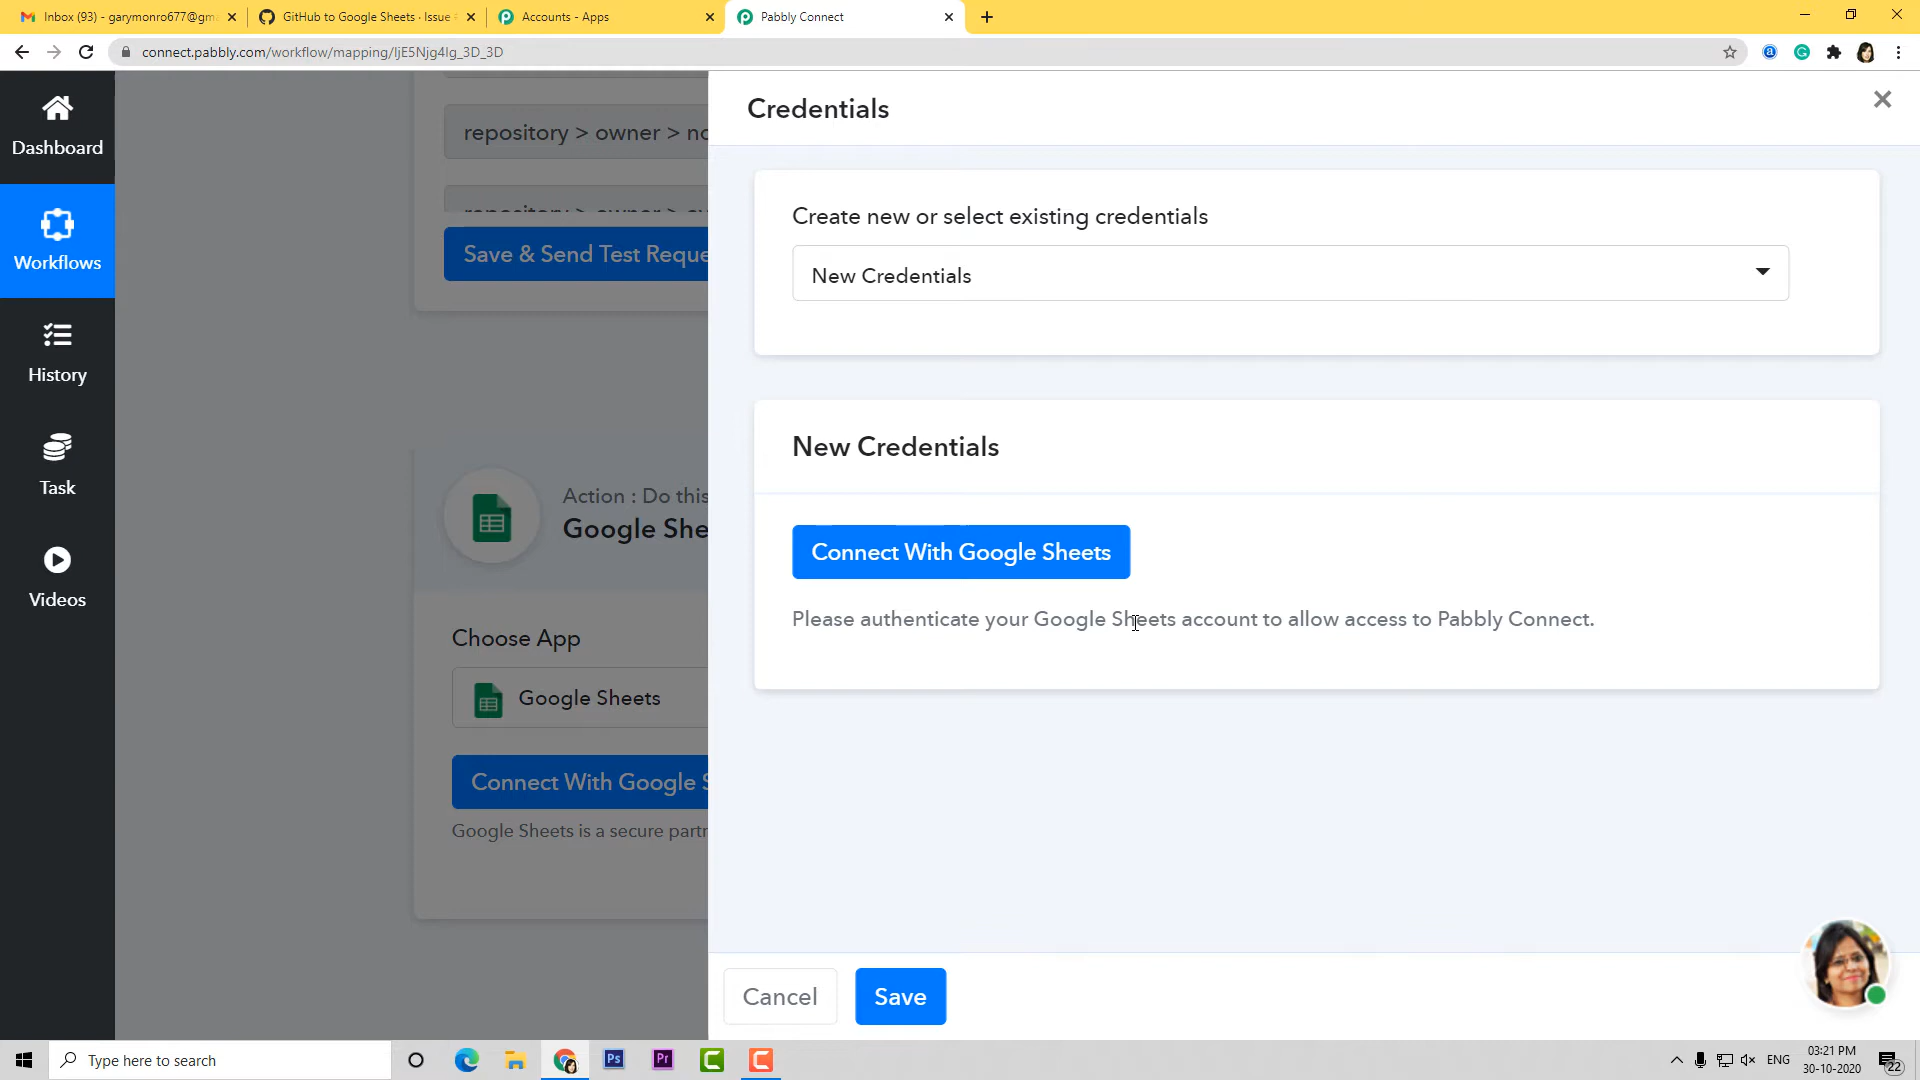 Inbox (93) - garymonro677@gm
GitHub to Google Sheets · Issue
Accounts - Apps
Pabbly Connect
connect.pabbly.com/workflow/mapping/IjE5Njg4Ig_3D_3D
Dashboard
Workflows
History
Task
Videos
repository > owner > no
Save & Send Test Reque
Action : Do this
Google She
Choose App
Google Sheets
Connect With Google S
Google Sheets is a secure partn
Credentials
Create new or select existing credentials
New Credentials
New Credentials
Connect With Google Sheets
Please authenticate your Google Sheets account to allow access to Pabbly Connect.
Cancel
Save
Type here to search
Ps
Pr
ENG
03:21 PM
30-10-2020
22